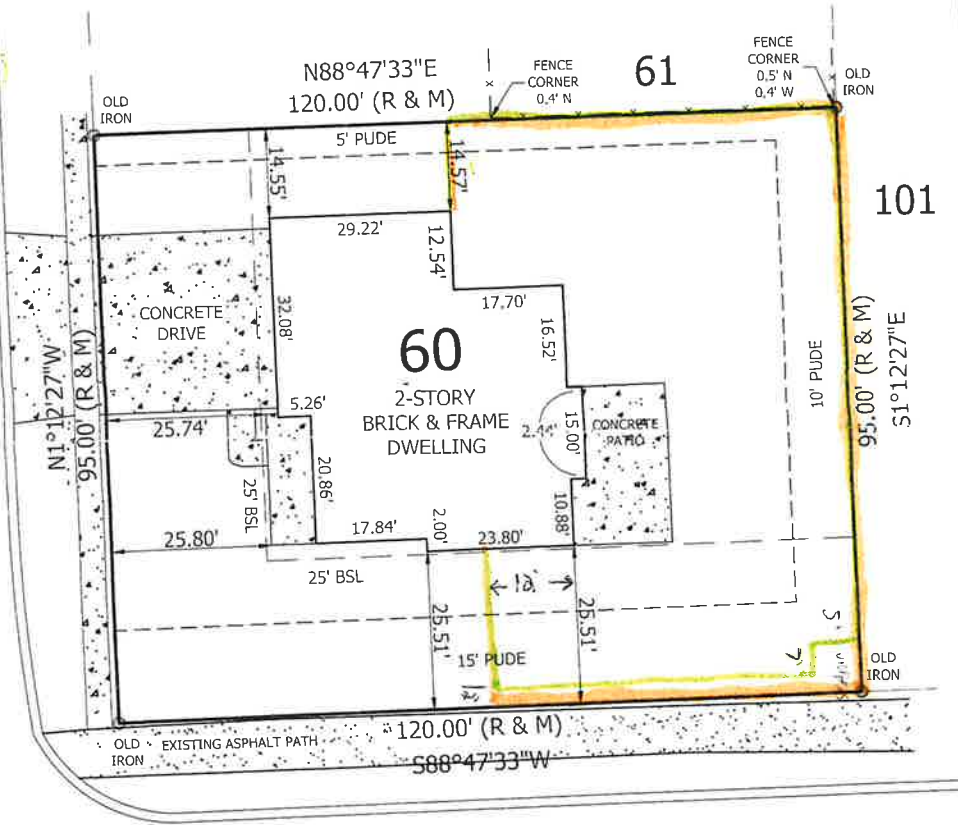 N88°47'33"E
120.00' (R & M)
FENCE
CORNER
0.4' N
61
FENCE
CORNER
0.5' N
0.4' W
OLD
IRON
OLD
IRON
5' PUDE
14.55'
14.57'
101
29.22'
12.54'
17.70'
CONCRETE
DRIVE
32.08'
16.52'
60
2-STORY
BRICK & FRAME
DWELLING
10' PUDE
95.00' (R & M)
S1°12'27"E
N1°12'27"W
95.00' (R & M)
5.26'
25.74'
2.44'
15.00'
CONCRETE
PATIO
25' BSL
20.86'
10.88'
25.80'
17.84'
2.00'
23.80'
25' BSL
12'
25.51'
25.51'
15' PUDE
5'
OLD
IRON
120.00' (R & M)
OLD
IRON
EXISTING ASPHALT PATH
S88°47'33"W